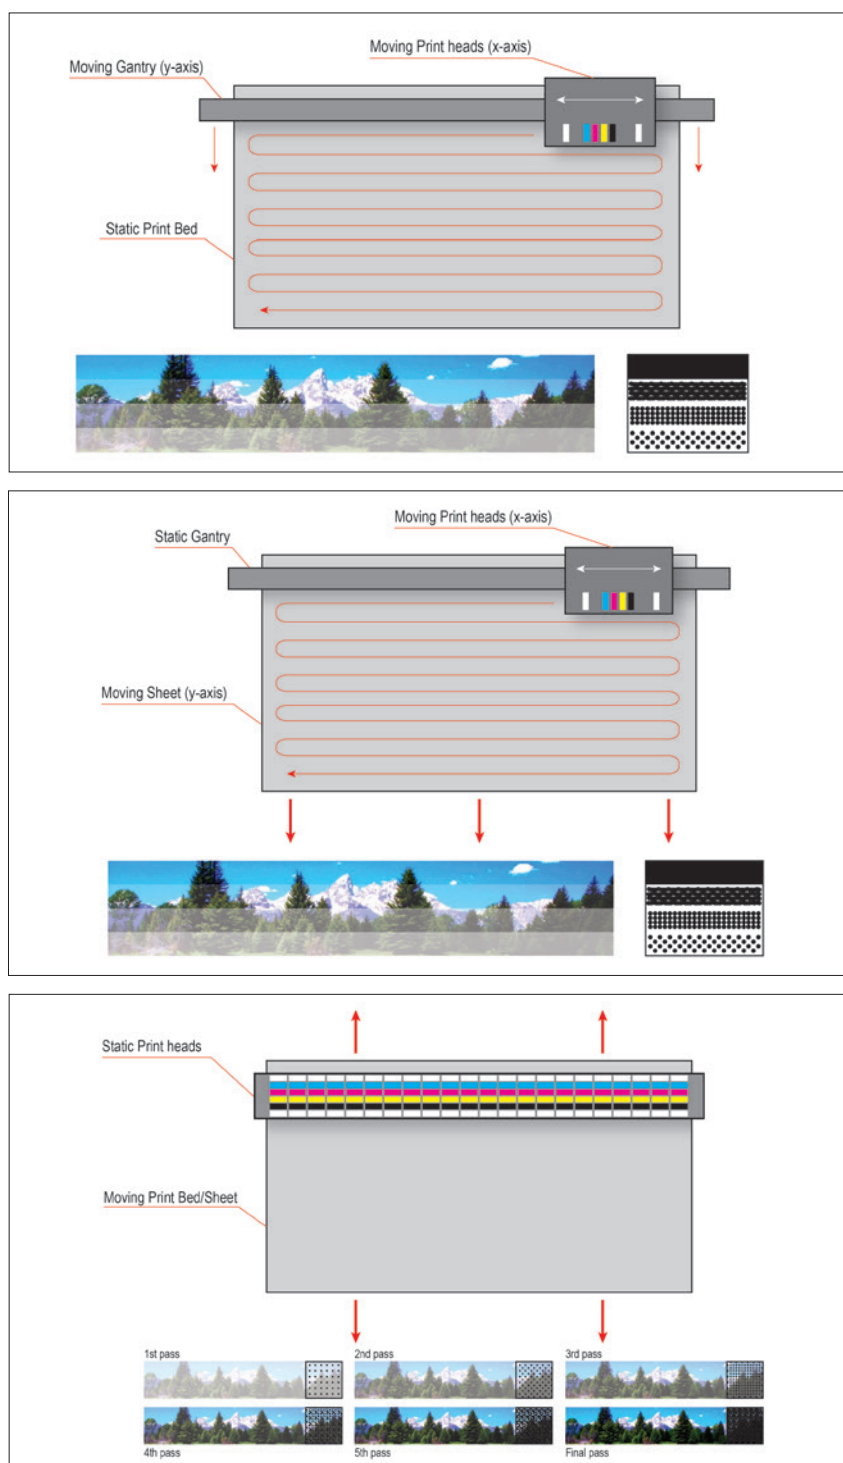 Moving Print heads (x-axis)
Moving Gantry (y-axis)
Static Print Bed
Moving Print heads (x-axis)
Static Gantry
Moving Sheet (y-axis)
Static Print heads
Moving Print Bed/Sheet
1st pass
2nd pass
3rd pass
4th pass
5th pass
Final pass